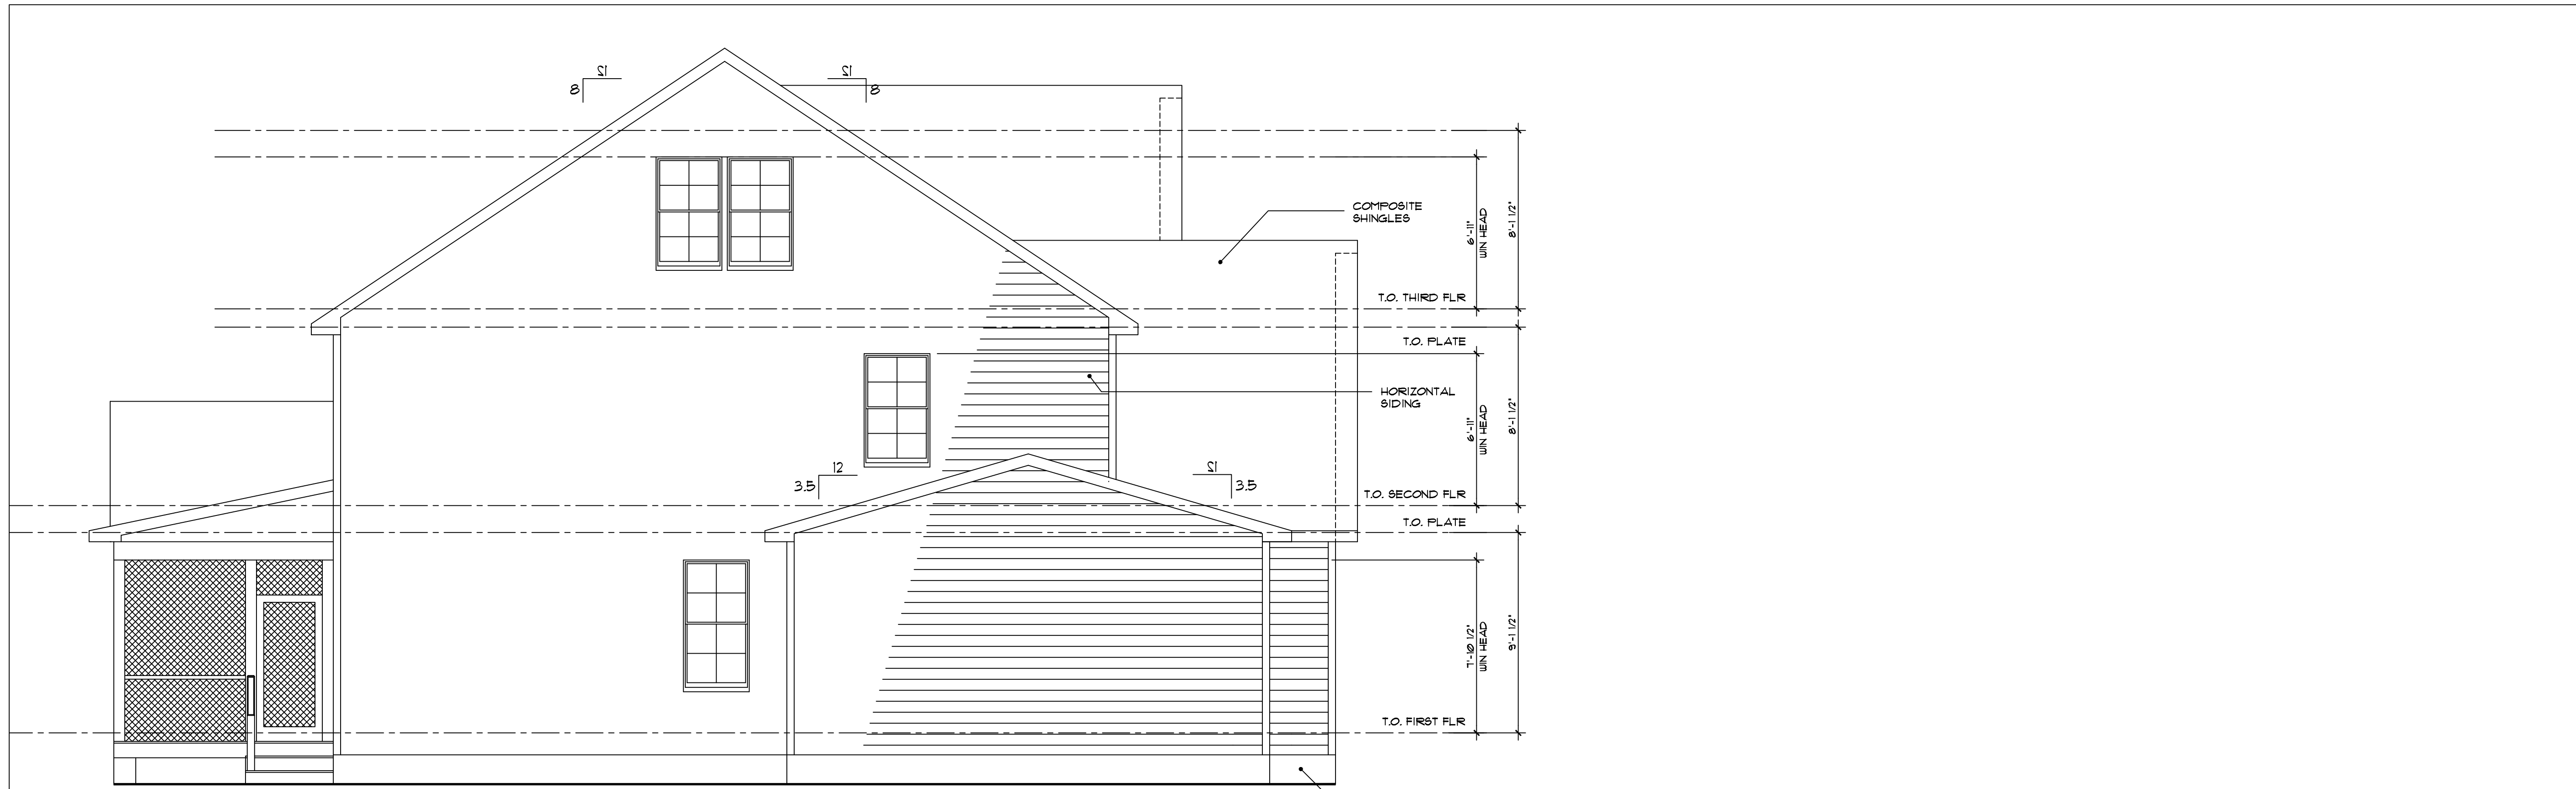 12
8
12
8
COMPOSITE
SHINGLES
6'-11"
WIN HEAD
8'-1 1/2"
T.O. THIRD FLR
T.O. PLATE
HORIZONTAL
SIDING
6'-11"
WIN HEAD
8'-1 1/2"
12
3.5
12
3.5
T.O. SECOND FLR
T.O. PLATE
7'-10 1/2"
WIN HEAD
9'-1 1/2"
T.O. FIRST FLR